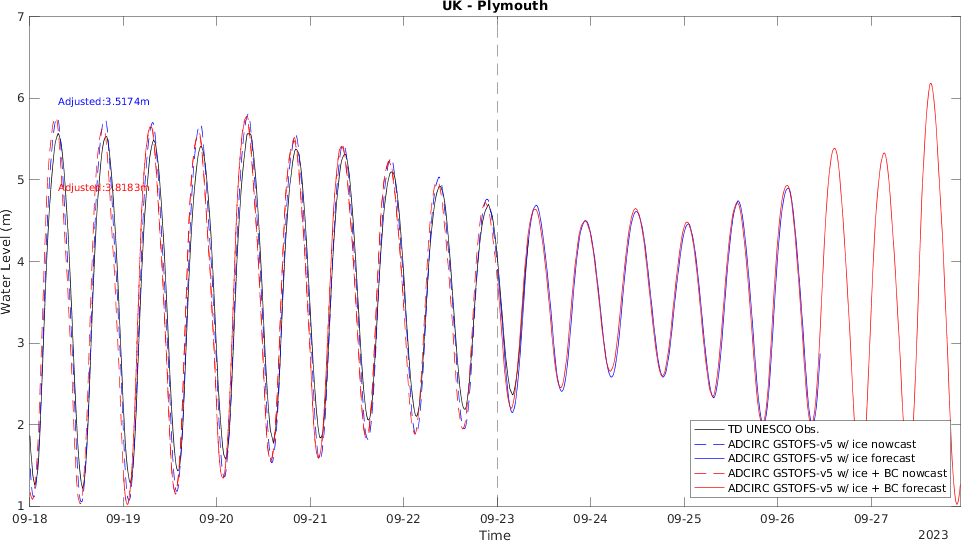 UK - Plymouth
7
6
5
4
3
2
1
Water Level (m)
Adjusted:3.5174m
Adjusted:3.8183m
TD UNESCO Obs.
ADCIRC GSTOFS-v5 w/ ice nowcast
ADCIRC GSTOFS-v5 w/ ice forecast
ADCIRC GSTOFS-v5 w/ ice + BC nowcast
ADCIRC GSTOFS-v5 w/ ice + BC forecast
09-18 09-19 09-20 09-21 09-22 09-23 09-24 09-25 09-26 09-27
Time
2023